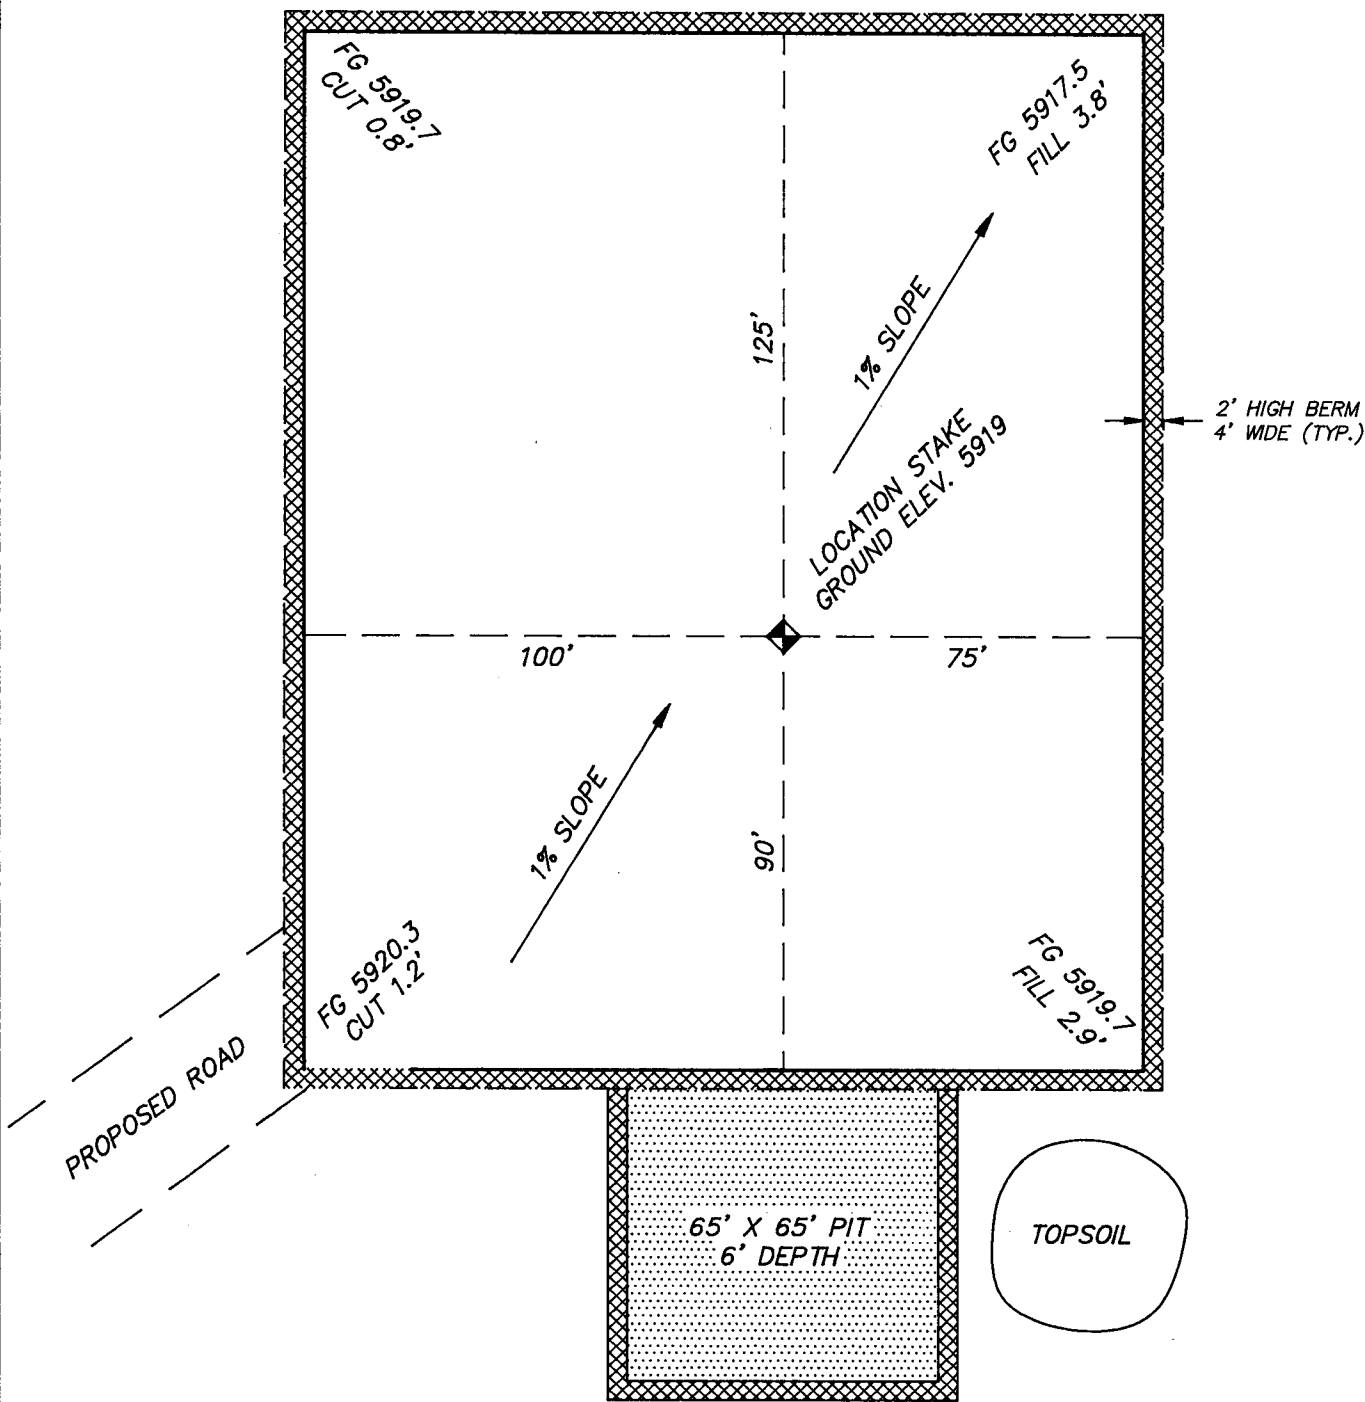 FG 5919.7
CUT 0.8'
FG 5917.5
FILL 3.8'
125'
1% SLOPE
2' HIGH BERM
4' WIDE (TYP.)
LOCATION STAKE
GROUND ELEV. 5919
100'
75'
1% SLOPE
90'
FG 5920.3
CUT 1.2'
FG 5919.7
FILL 2.9'
PROPOSED ROAD
65' X 65' PIT
6' DEPTH
TOPSOIL